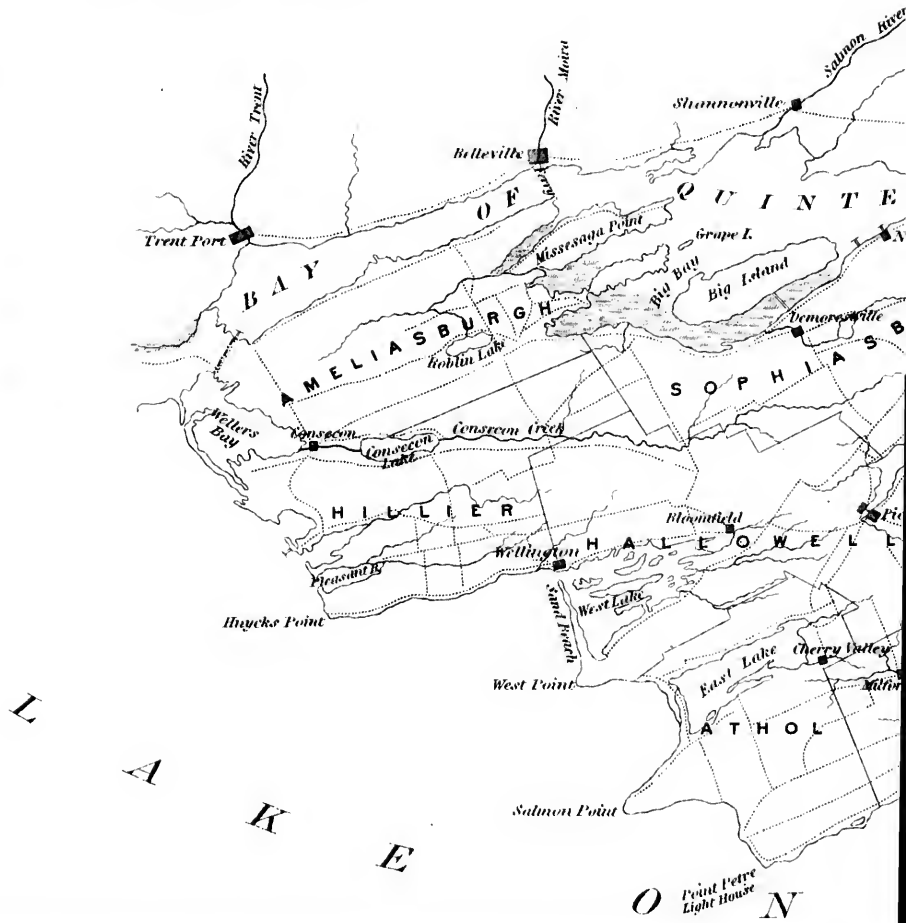 Salmon River
River Moira
River Trent
Shannonville
Belleville
Ferry
BAY OF QUINTE
Trent Port
Missesaga Point
Grape I.
Big Bay
Big Island
Demorestville
AMELIASBURGH
Roblin Lake
SOPHIASB
Wellers
Bay
Consecon
Consecon
Lake
Consecon Creek
HILLIER
Bloomfield
Pic
HALLOWELL
Wellington
Pleasant B.
West Lake
Sand Beach
Huycks Point
East Lake
Cherry Valley
West Point
Milfor
ATHOL
Salmon Point
Point Petre
Light House
LAKE ON